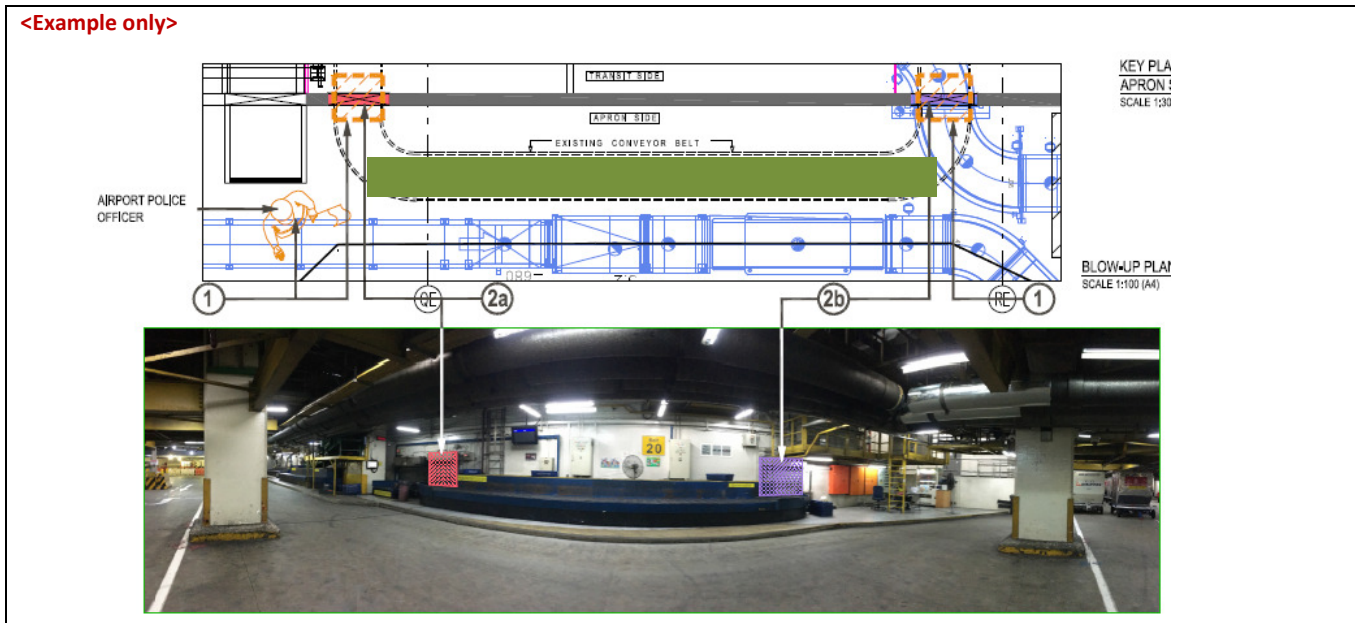 <Example only>
KEY PLA
APRON S
SCALE 1:30
TRANSIT SIDE
APRON SIDE
EXISTING CONVEYOR BELT
AIRPORT POLICE
OFFICER
BLOW-UP PLAN
SCALE 1:100 (A4)
1
QE
2a
2b
RE
1
20